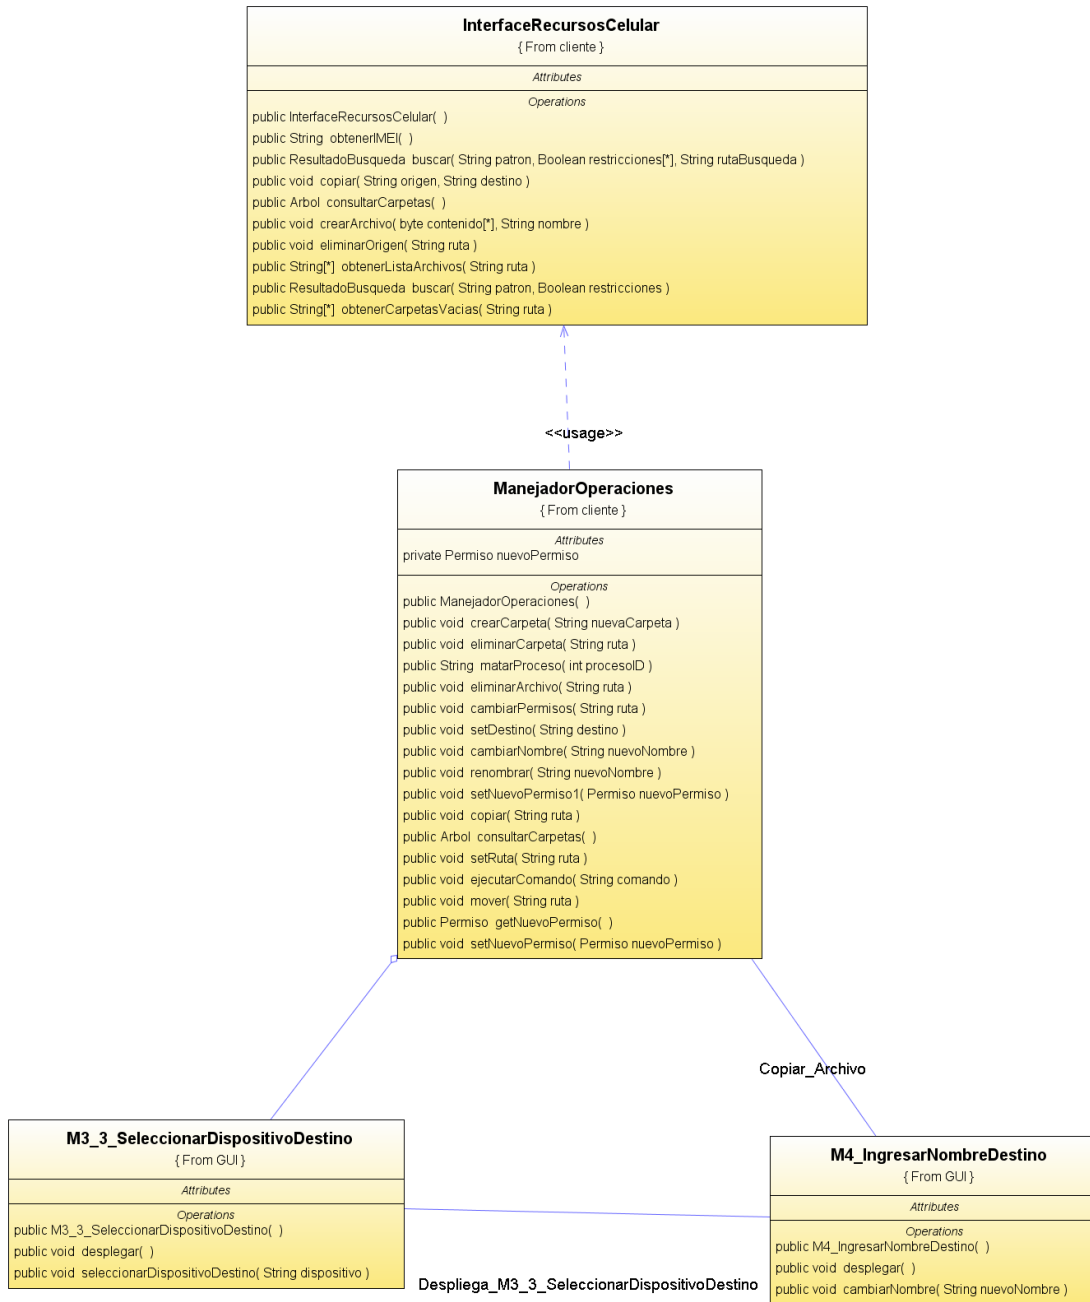 InterfaceRecursosCelular
{ From cliente }
Attributes
Operations
public InterfaceRecursosCelular(  )
public String  obtenerIMEI(  )
public ResultadoBusqueda  buscar( String patron, Boolean restricciones[*], String rutaBusqueda )
public void  copiar( String origen, String destino )
public Arbol  consultarCarpetas(  )
public void  crearArchivo( byte contenido[*], String nombre )
public void  eliminarOrigen( String ruta )
public String[*]  obtenerListaArchivos( String ruta )
public ResultadoBusqueda  buscar( String patron, Boolean restricciones )
public String[*]  obtenerCarpetasVacias( String ruta )
<<usage>>
ManejadorOperaciones
{ From cliente }
Attributes
private Permiso nuevoPermiso
Operations
public ManejadorOperaciones(  )
public void  crearCarpeta( String nuevaCarpeta )
public void  eliminarCarpeta( String ruta )
public String  matarProceso( int procesoID )
public void  eliminarArchivo( String ruta )
public void  cambiarPermisos( String ruta )
public void  setDestino( String destino )
public void  cambiarNombre( String nuevoNombre )
public void  renombrar( String nuevoNombre )
public void  setNuevoPermiso1( Permiso nuevoPermiso )
public void  copiar( String ruta )
public Arbol  consultarCarpetas(  )
public void  setRuta( String ruta )
public void  ejecutarComando( String comando )
public void  mover( String ruta )
public Permiso  getNuevoPermiso(  )
public void  setNuevoPermiso( Permiso nuevoPermiso )
Copiar_Archivo
M3_3_SeleccionarDispositivoDestino
{ From GUI }
Attributes
Operations
public M3_3_SeleccionarDispositivoDestino(  )
public void  desplegar(  )
public void  seleccionarDispositivoDestino( String dispositivo )
M4_IngresarNombreDestino
{ From GUI }
Attributes
Operations
public M4_IngresarNombreDestino(  )
public void  desplegar(  )
public void  cambiarNombre( String nuevoNombre )
Despliega_M3_3_SeleccionarDispositivoDestino